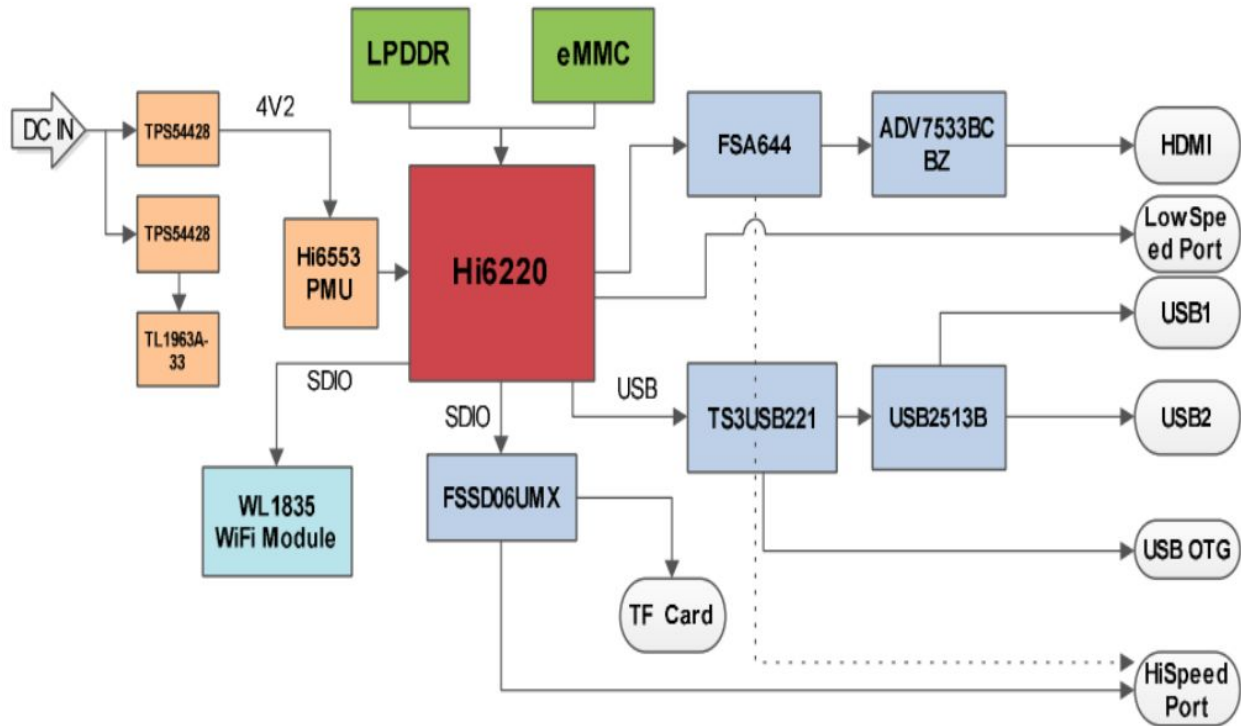 LPDDR
eMMC
DC IN
TPS54428
4V2
FSA644
ADV7533BC
BZ
HDMI
TPS54428
Hi6553
PMU
Hi6220
LowSpe
ed Port
TL1963A-
33
USB1
SDIO
SDIO
USB
TS3USB221
USB2513B
USB2
WL1835
WiFi Module
FSSD06UMX
USB OTG
TF Card
HiSpeed
Port